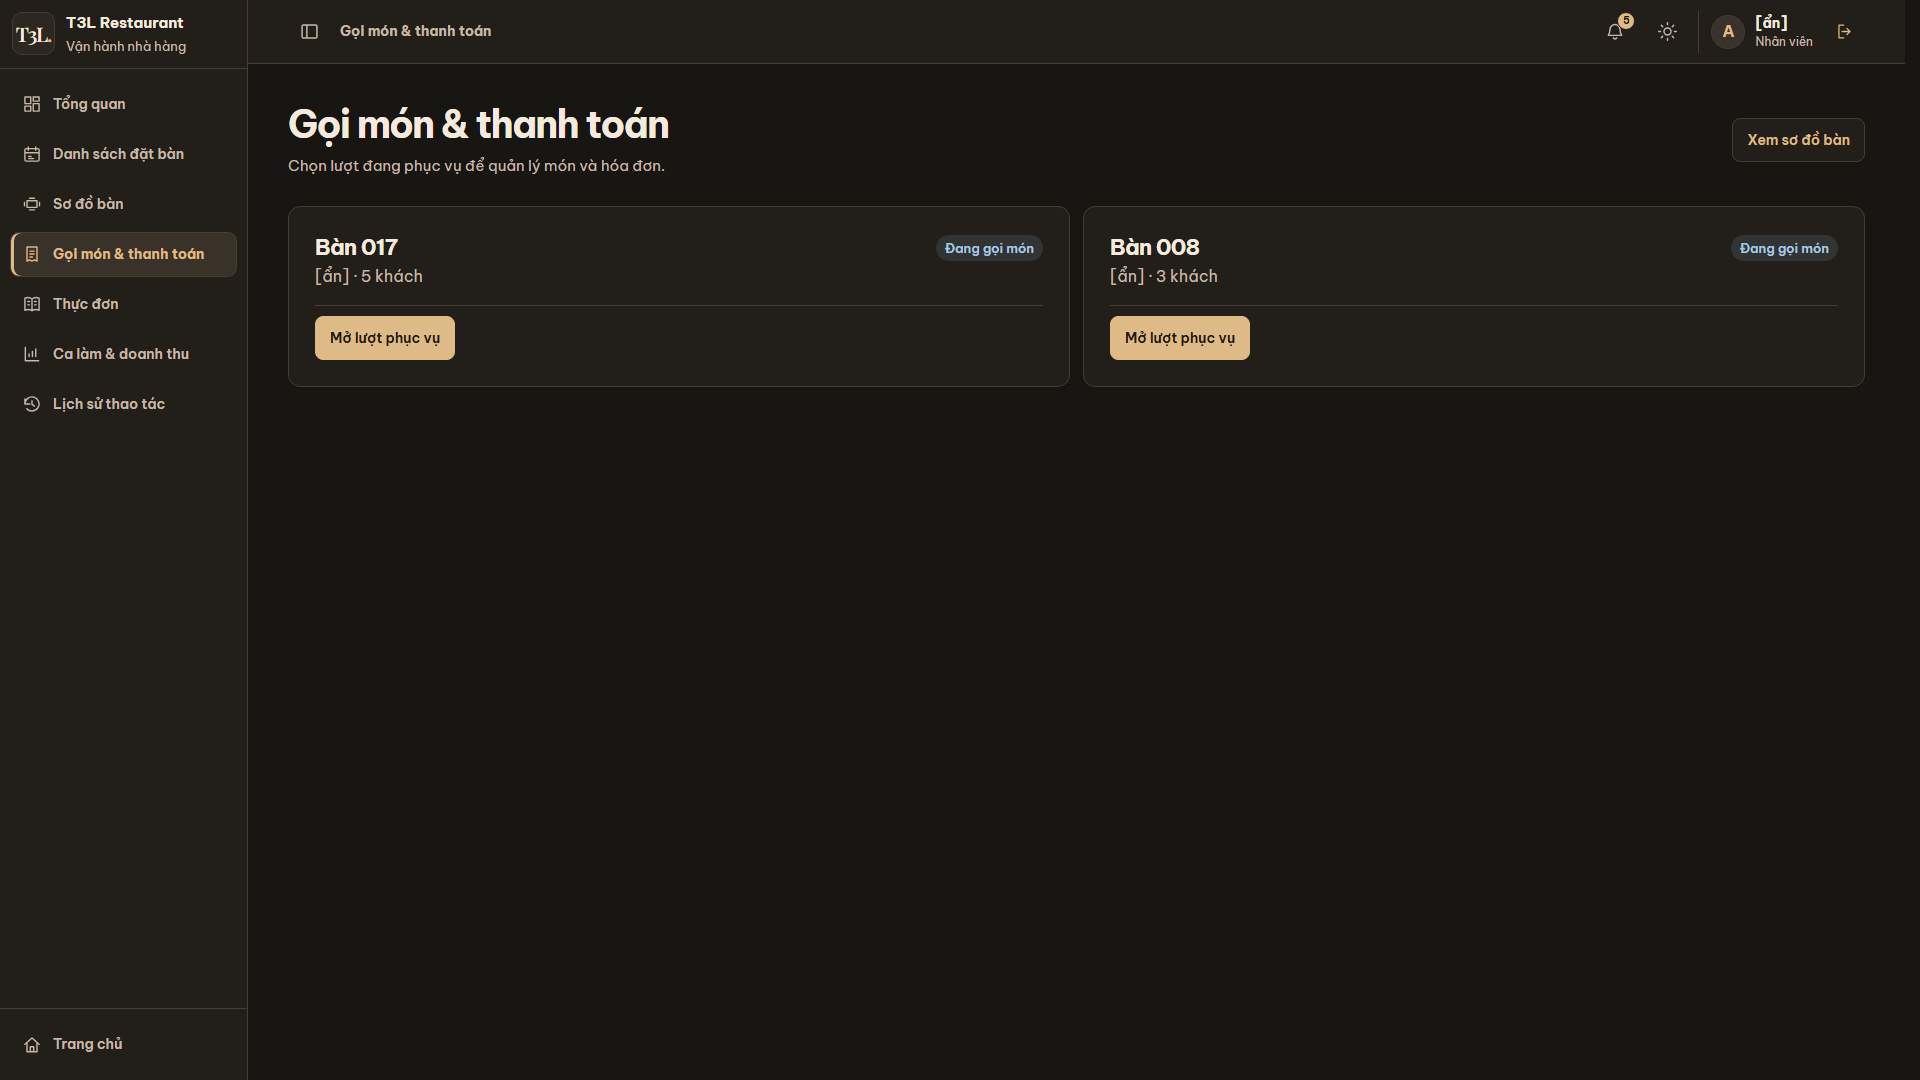 T3L.
T3L Restaurant
Vận hành nhà hàng
Tổng quan
Danh sách đặt bàn
Sơ đồ bàn
Gọi món & thanh toán
Thực đơn
Ca làm & doanh thu
Lịch sử thao tác
Trang chủ
Gọi món & thanh toán
5
A
[ẩn]
Nhân viên
Gọi món & thanh toán
Chọn lượt đang phục vụ để quản lý món và hóa đơn.
Xem sơ đồ bàn
Bàn 017
Đang gọi món
[ẩn] · 5 khách
Mở lượt phục vụ
Bàn 008
Đang gọi món
[ẩn] · 3 khách
Mở lượt phục vụ